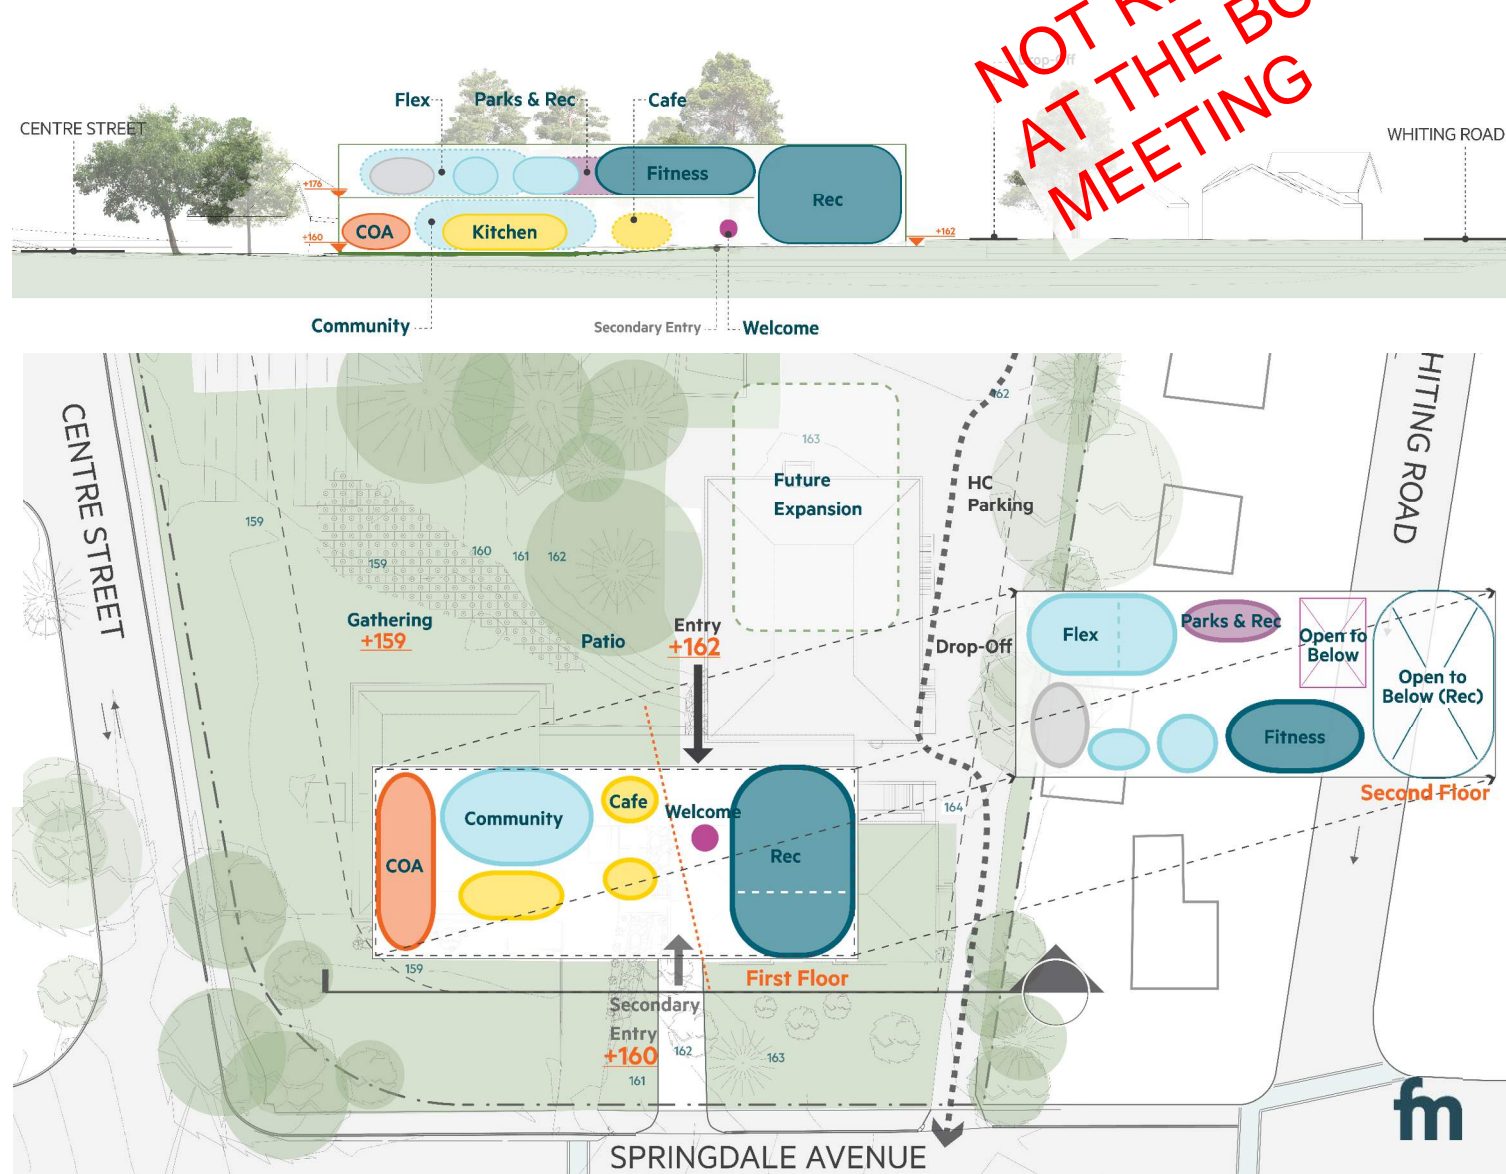 NOT R
AT THE BO
MEETING
Drop-Off
Flex
Parks & Rec
Cafe
CENTRE STREET
WHITING ROAD
+176
Fitness
Rec
COA
Kitchen
+160
+162
Community
Secondary Entry
Welcome
CENTRE STREET
HITING ROAD
162
163
Future
Expansion
HC
Parking
159
160
161
162
159
Gathering
+159
Patio
Entry
+162
Drop-Off
Flex
Parks & Rec
Open to
Below
Open to
Below (Rec)
Fitness
Second Floor
Cafe
Community
Welcome
164
COA
Rec
159
First Floor
Secondary
Entry
+160
162
163
161
SPRINGDALE AVENUE
fm